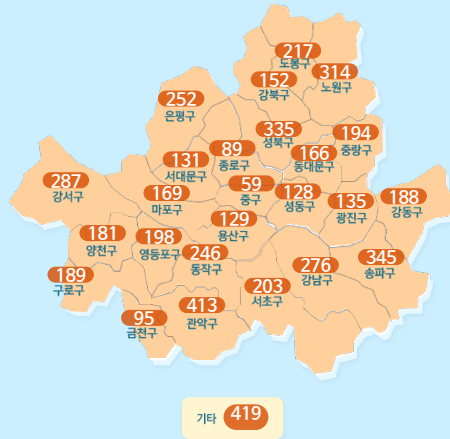 217
도봉구
314
노원구
152
강북구
252
은평구
335
성북구
194
중랑구
89
종로구
166
동대문구
131
서대문구
287
강서구
169
마포구
59
중구
128
성동구
135
광진구
188
강동구
129
용산구
181
양천구
198
영등포구
246
동작구
345
송파구
276
강남구
189
구로구
203
서초구
413
관악구
95
금천구
기타 419